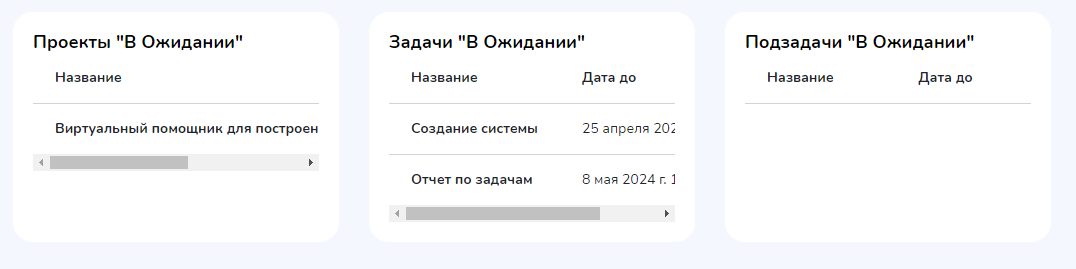 Проекты "В Ожидании"
Название
Виртуальный помощник для построен
Задачи "В Ожидании"
Название Дата до
Создание системы 25 апреля 202
Отчет по задачам 8 мая 2024 г. 1
Подзадачи "В Ожидании"
Название Дата до